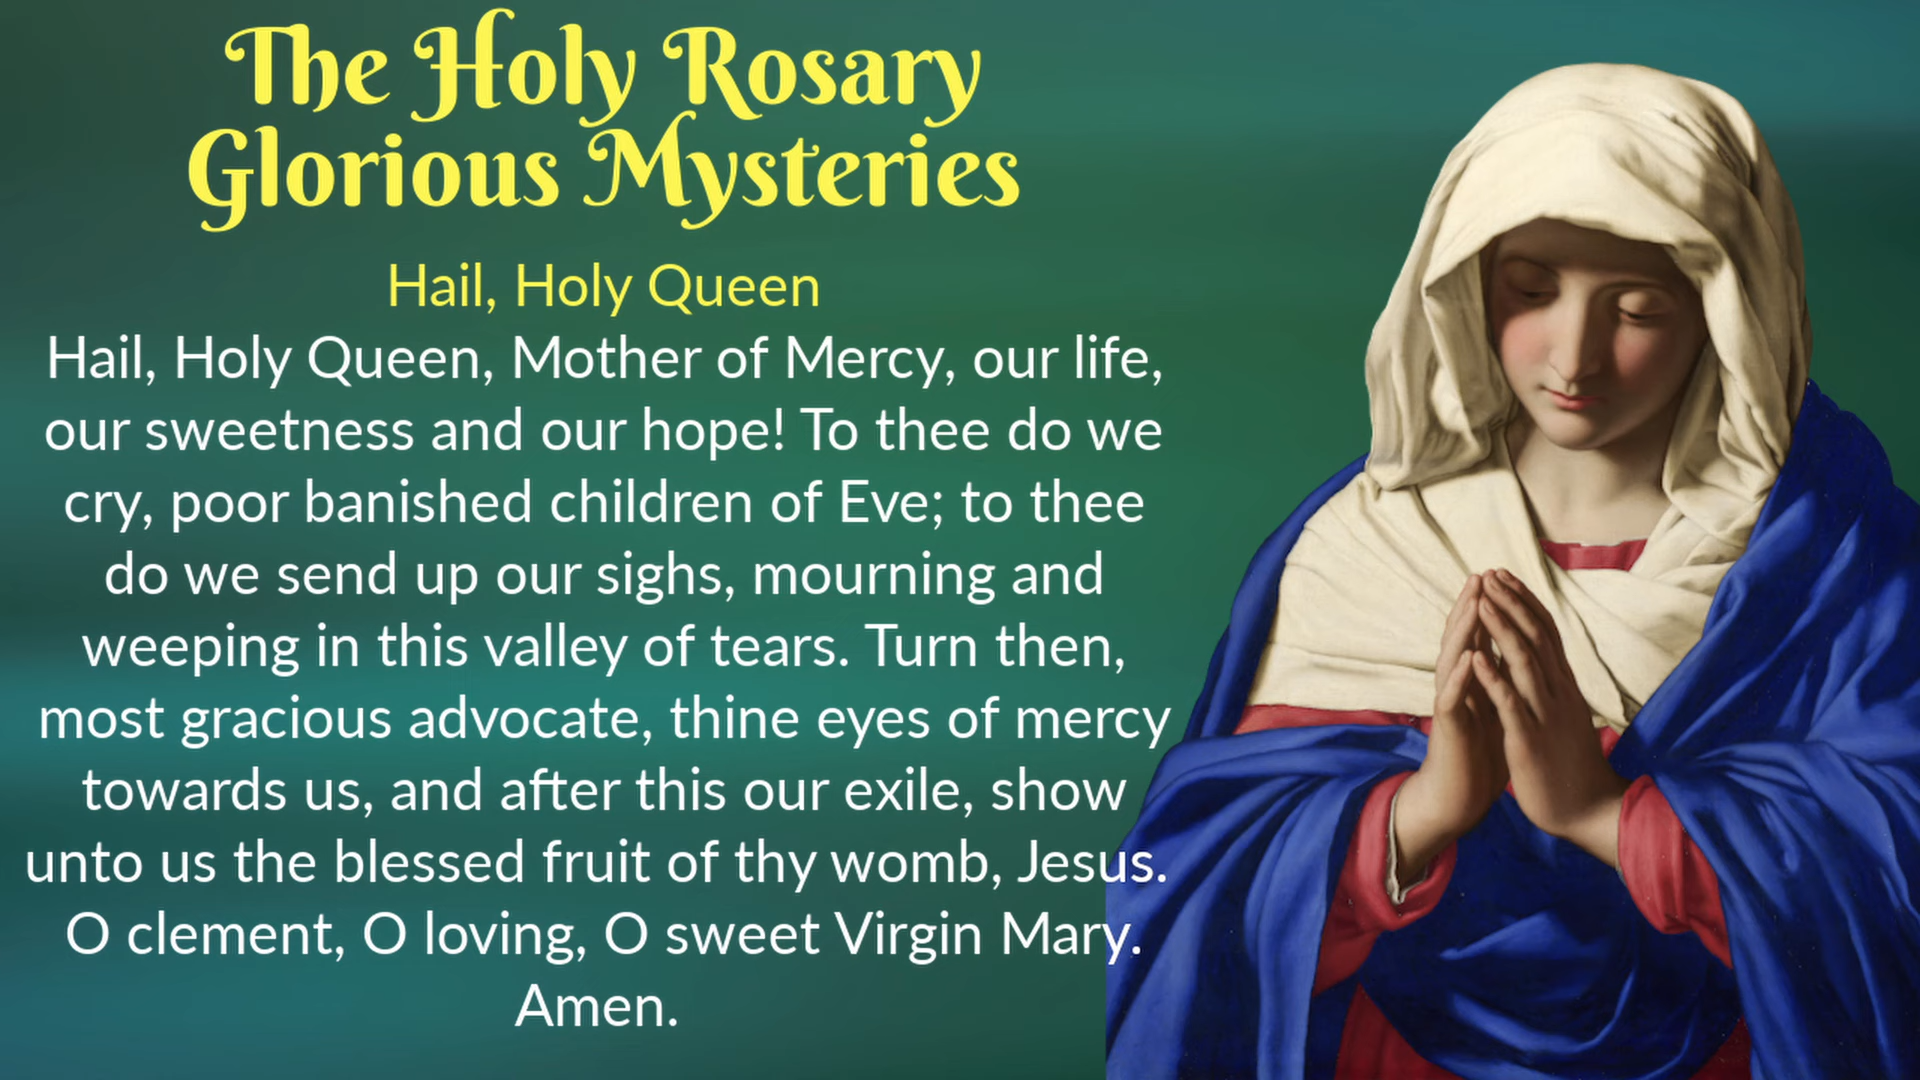 The Holy Rosary
Glorious Mysteries
Hail, Holy Queen
Hail, Holy Queen, Mother of Mercy, our life,
our sweetness and our hope! To thee do we
cry, poor banished children of Eve; to thee
do we send up our sighs, mourning and
weeping in this valley of tears. Turn then,
most gracious advocate, thine eyes of mercy
towards us, and after this our exile, show
unto us the blessed fruit of thy womb, Jesus.
O clement, O loving, O sweet Virgin Mary.
Amen.